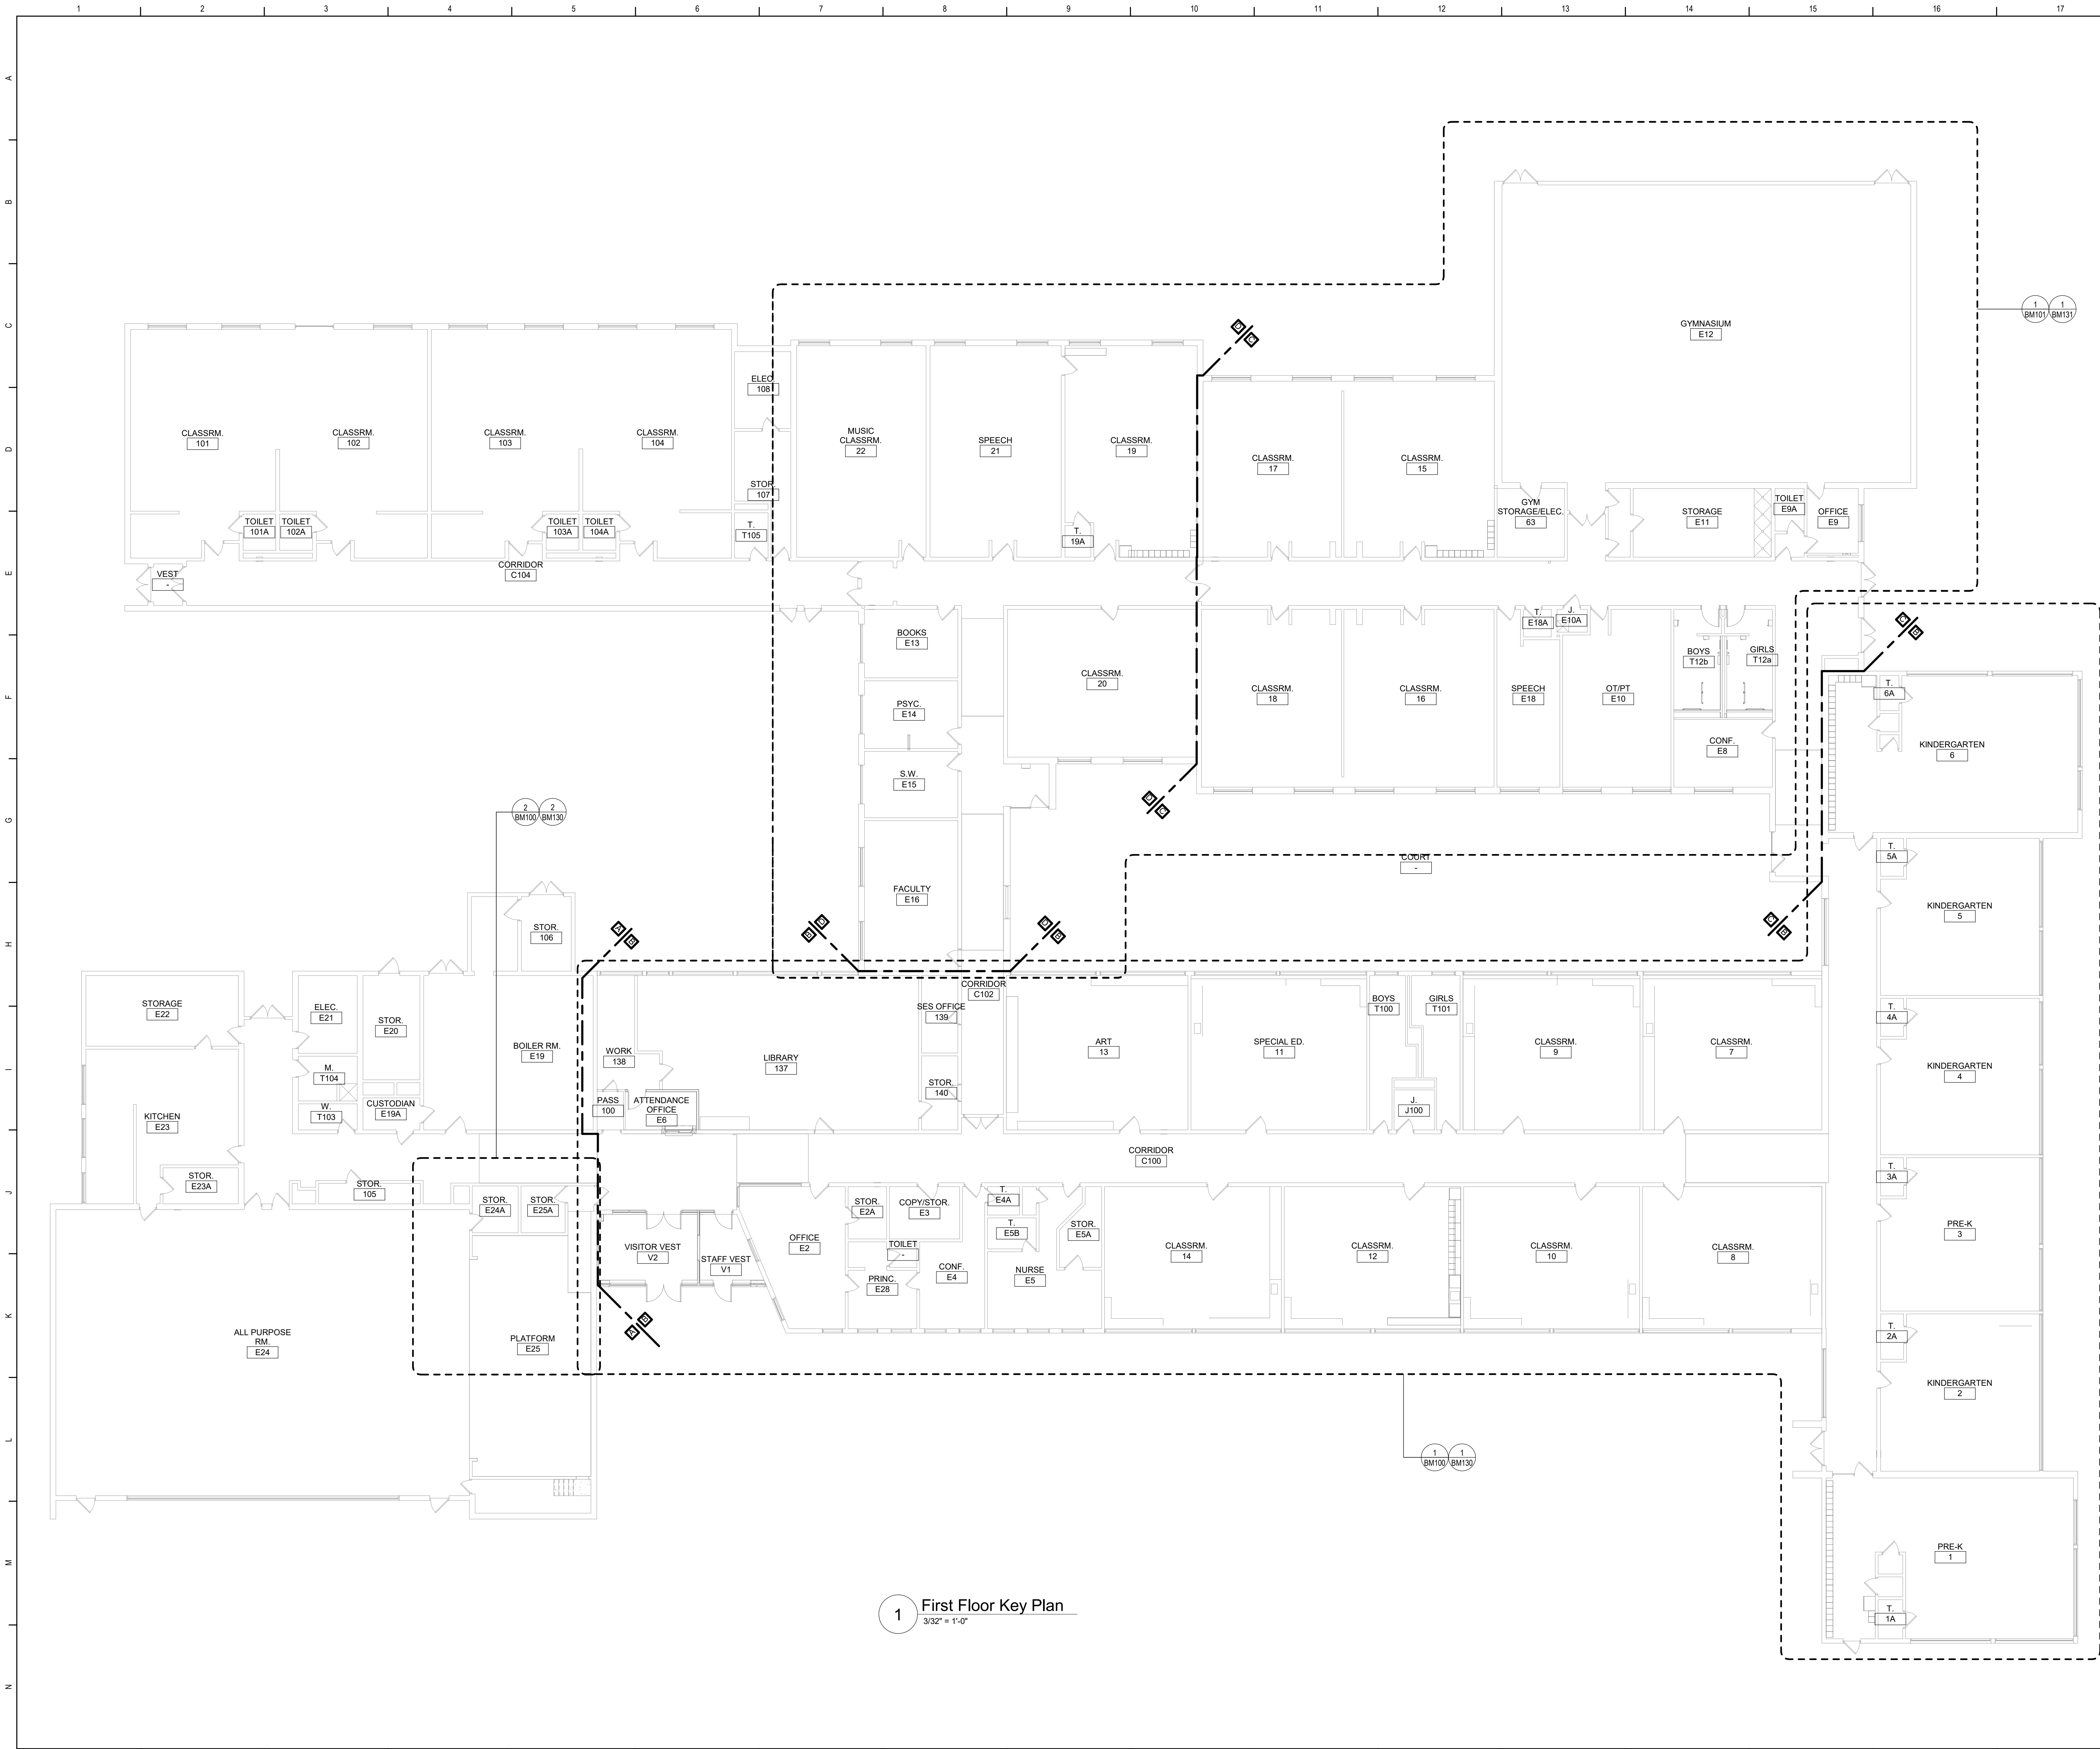 1 2 3 4 5 6 7 8 9 10 11 12 13 14 15 16 17
A
B
C
D
E
F
G
H
I
J
K
L
M
N
1 1
BM101 BM131
GYMNASIUM
E12
D
C
ELEC.
108
CLASSRM.
101
CLASSRM.
102
CLASSRM.
103
CLASSRM.
104
MUSIC
CLASSRM.
22
SPEECH
21
CLASSRM.
19
CLASSRM.
17
CLASSRM.
15
STOR.
107
GYM
STORAGE/ELEC.
63
STORAGE
E11
TOILET
E9A
OFFICE
E9
TOILET
101A
TOILET
102A
TOILET
103A
TOILET
104A
T.
T105
T.
19A
CORRIDOR
C104
VEST
-
BOOKS
E13
T.
E18A
J.
E10A
C
B
BOYS
T12b
GIRLS
T12a
CLASSRM.
20
CLASSRM.
18
CLASSRM.
16
SPEECH
E18
OT/PT
E10
T.
6A
PSYC.
E14
CONF.
E8
KINDERGARTEN
6
S.W.
E15
D
C
2 2
BM100 BM130
COURT
-
T.
5A
FACULTY
E16
KINDERGARTEN
5
STOR.
106
A
B
D
B
D
B
C
B
STORAGE
E22
ELEC.
E21
STOR.
E20
CORRIDOR
C102
SES OFFICE
139
BOYS
T100
GIRLS
T101
T.
4A
BOILER RM.
E19
WORK
138
LIBRARY
137
ART
13
SPECIAL ED.
11
CLASSRM.
9
CLASSRM.
7
KINDERGARTEN
4
M.
T104
STOR.
140
W.
T103
CUSTODIAN
E19A
PASS
100
ATTENDANCE
OFFICE
E6
J.
J100
KITCHEN
E23
CORRIDOR
C100
T.
3A
STOR.
E23A
STOR.
105
STOR.
E24A
STOR.
E25A
STOR.
E2A
COPY/STOR.
E3
T.
E4A
T.
E5B
STOR.
E5A
PRE-K
3
OFFICE
E2
TOILET
-
VISITOR VEST
V2
STAFF VEST
V1
CONF.
E4
NURSE
E5
PRINC.
E28
CLASSRM.
14
CLASSRM.
12
CLASSRM.
10
CLASSRM.
8
A
B
ALL PURPOSE
RM.
E24
PLATFORM
E25
T.
2A
KINDERGARTEN
2
1 1
BM100 BM130
PRE-K
1
T.
1A
1 First Floor Key Plan
3/32" = 1'-0"